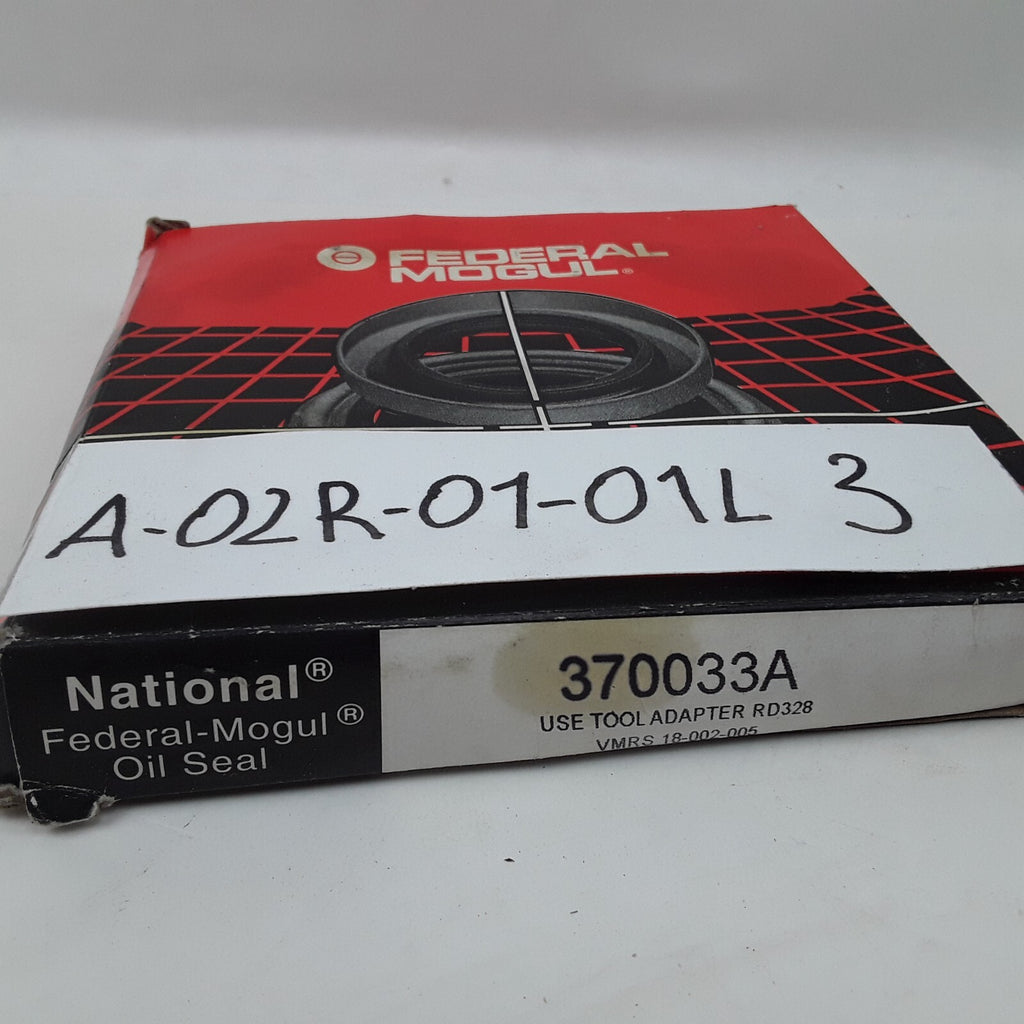 FEDERAL
MOGUL®
A-02R-01-01L 3
National®
Federal-Mogul®
Oil Seal
370033A
USE TOOL ADAPTER RD328
VMRS 18-002-005